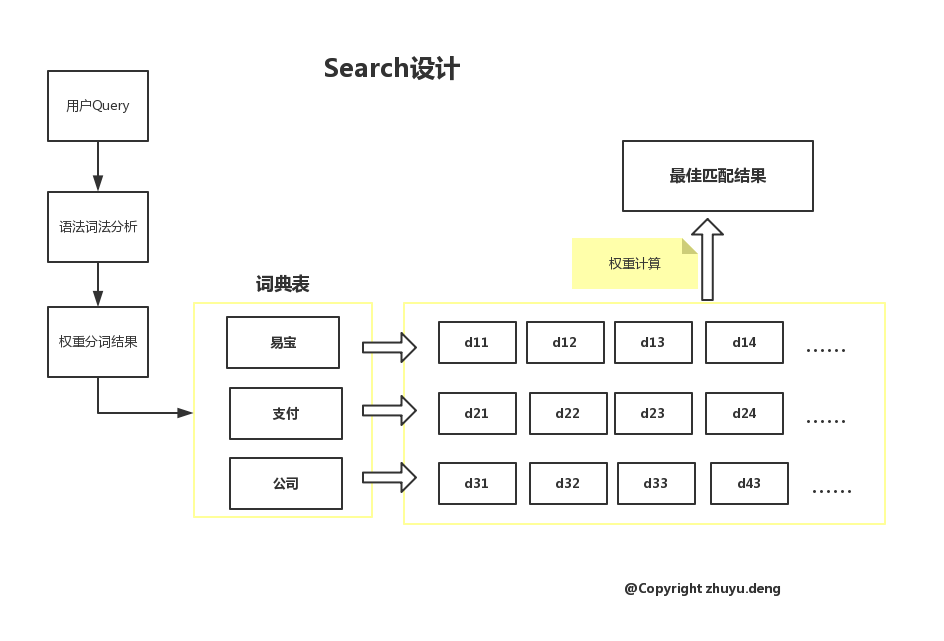 Search设计
用户Query
语法词法分析
权重分词结果
词典表
易宝
支付
公司
d11 d12 d13 d14 ......
d21 d22 d23 d24 ......
d31 d32 d33 d43 ......
权重计算
最佳匹配结果
@Copyright zhuyu.deng